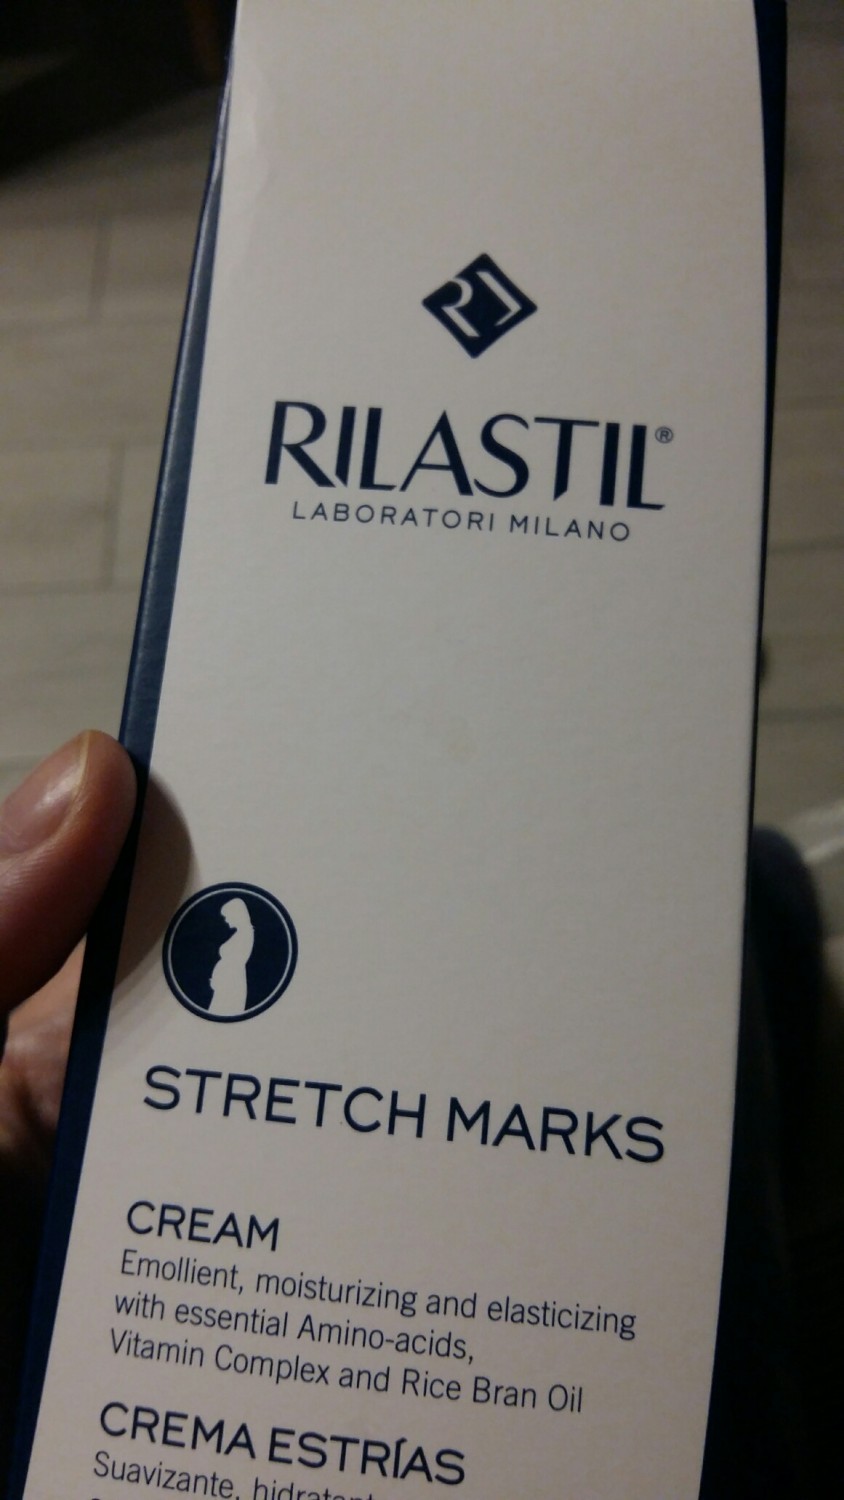 RILASTIL®
LABORATORI MILANO
STRETCH MARKS
CREAM
Emollient, moisturizing and elasticizing
with essential Amino-acids,
Vitamin Complex and Rice Bran Oil
CREMA ESTRÍAS
Suavizante,